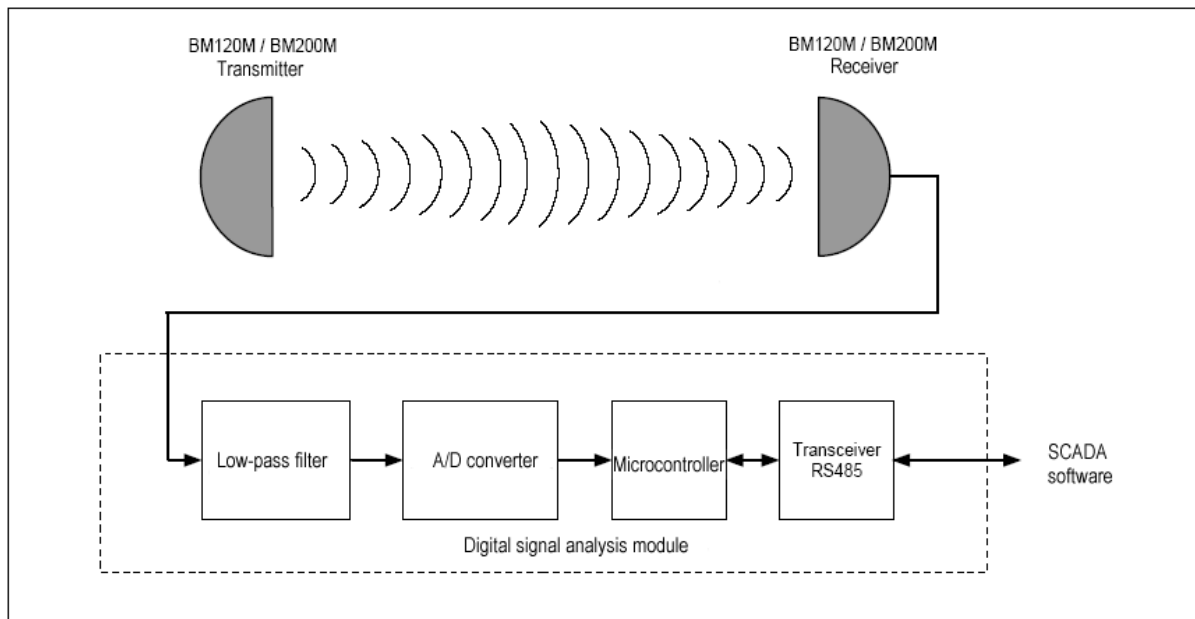 BM120M / BM200M
Transmitter
BM120M / BM200M
Receiver
Low-pass filter
A/D converter
Microcontroller
Transceiver
RS485
SCADA
software
Digital signal analysis module